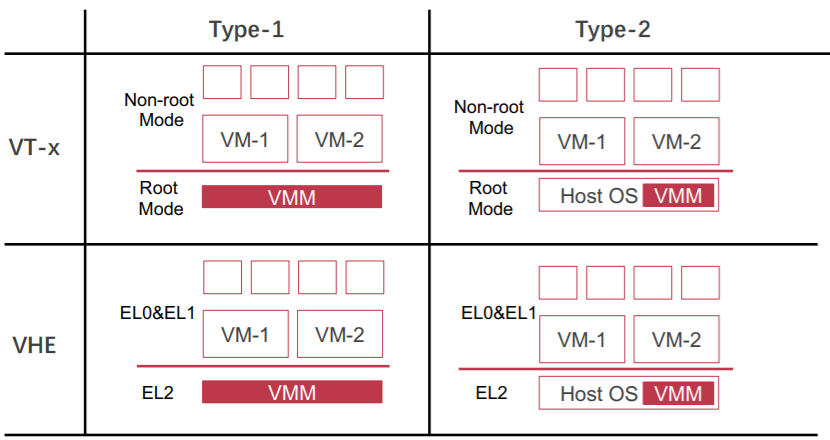 Type-1
Type-2
VT-x
Non-root
Mode
VM-1
VM-2
Root
Mode
VMM
Non-root
Mode
VM-1
VM-2
Root
Mode
Host OS
VMM
VHE
EL0&EL1
VM-1
VM-2
EL2
VMM
EL0&EL1
VM-1
VM-2
EL2
Host OS
VMM